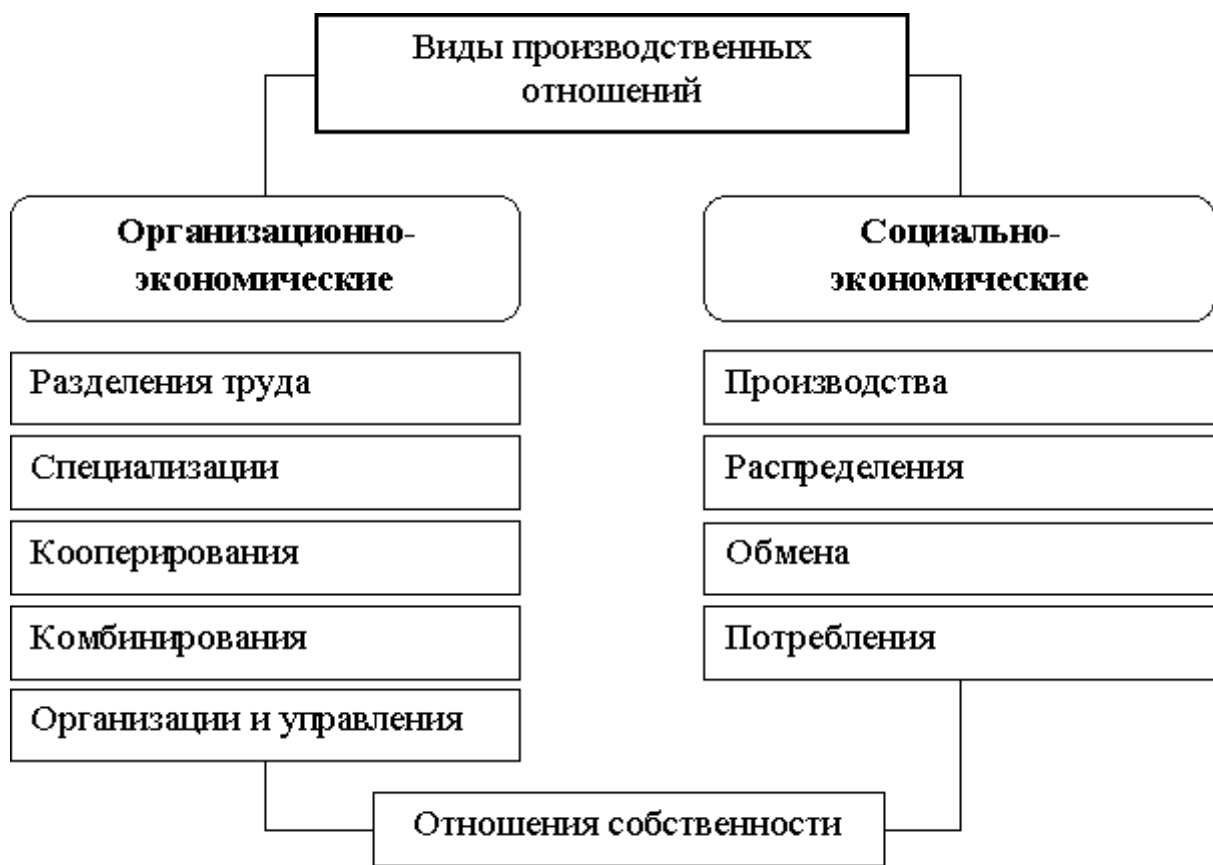 Виды производственных
отношений
Организационно-
экономические
Социально-
экономические
Разделения труда
Производства
Специализации
Распределения
Кооперирования
Обмена
Комбинирования
Потребления
Организации и управления
Отношения собственности